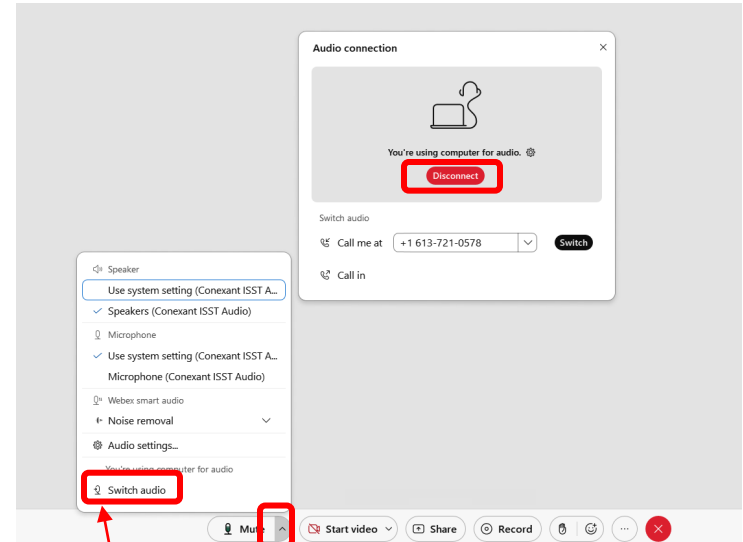 Audio connection
You're using computer for audio.
Disconnect
Switch audio
Call me at +1 613-721-0578 Switch
Call in
Speaker
Use system setting (Conexant ISST A...
Speakers (Conexant ISST Audio)
Microphone
Use system setting (Conexant ISST A...
Microphone (Conexant ISST Audio)
Webex smart audio
Noise removal
Audio settings...
You're using computer for audio
Switch audio
Mute Start video Share Record